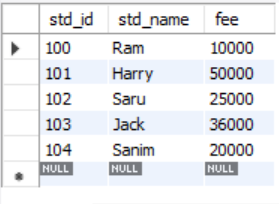 std_id std_name fee
100 Ram 10000
101 Harry 50000
102 Saru 25000
103 Jack 36000
104 Sanim 20000
NULL NULL NULL